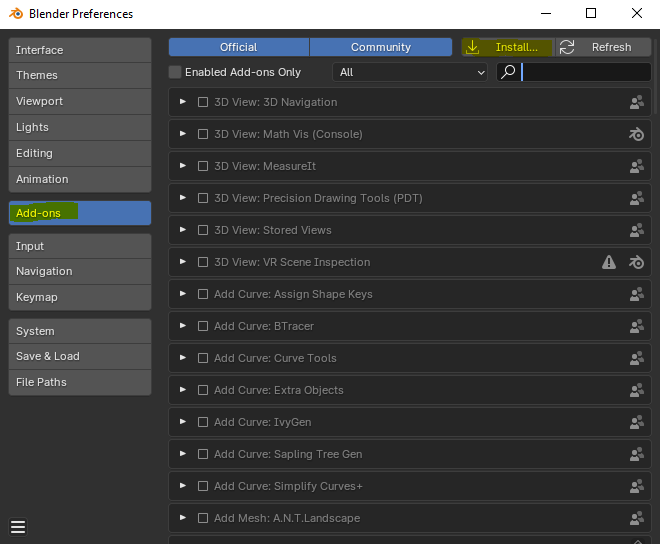 Blender Preferences
Interface
Themes
Viewport
Lights
Editing
Animation
Add-ons
Input
Navigation
Keymap
System
Save & Load
File Paths
Official
Community
Install...
Refresh
Enabled Add-ons Only
All
3D View: 3D Navigation
3D View: Math Vis (Console)
3D View: MeasureIt
3D View: Precision Drawing Tools (PDT)
3D View: Stored Views
3D View: VR Scene Inspection
Add Curve: Assign Shape Keys
Add Curve: BTracer
Add Curve: Curve Tools
Add Curve: Extra Objects
Add Curve: IvyGen
Add Curve: Sapling Tree Gen
Add Curve: Simplify Curves+
Add Mesh: A.N.T.Landscape